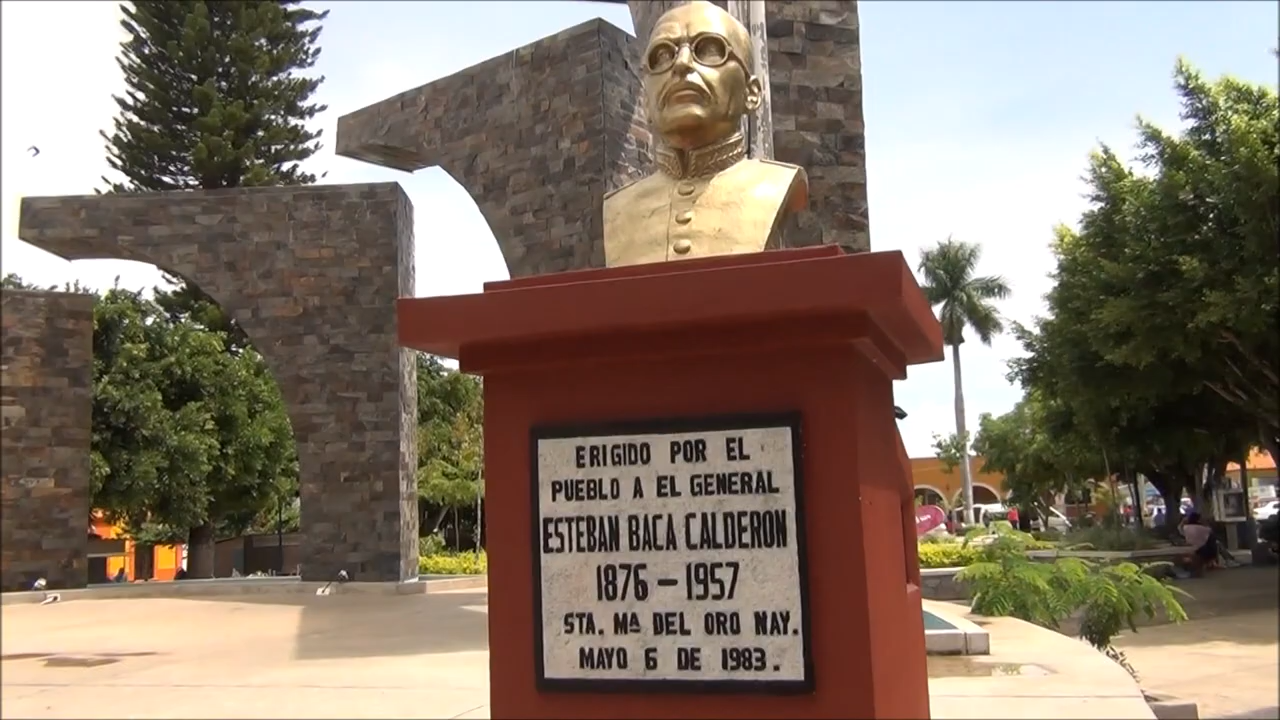 ERIGIDO POR EL
PUEBLO A EL GENERAL
ESTEBAN BACA CALDERON
1876-1957
STA. Mª DEL ORO NAY.
MAYO 6 DE 1983.